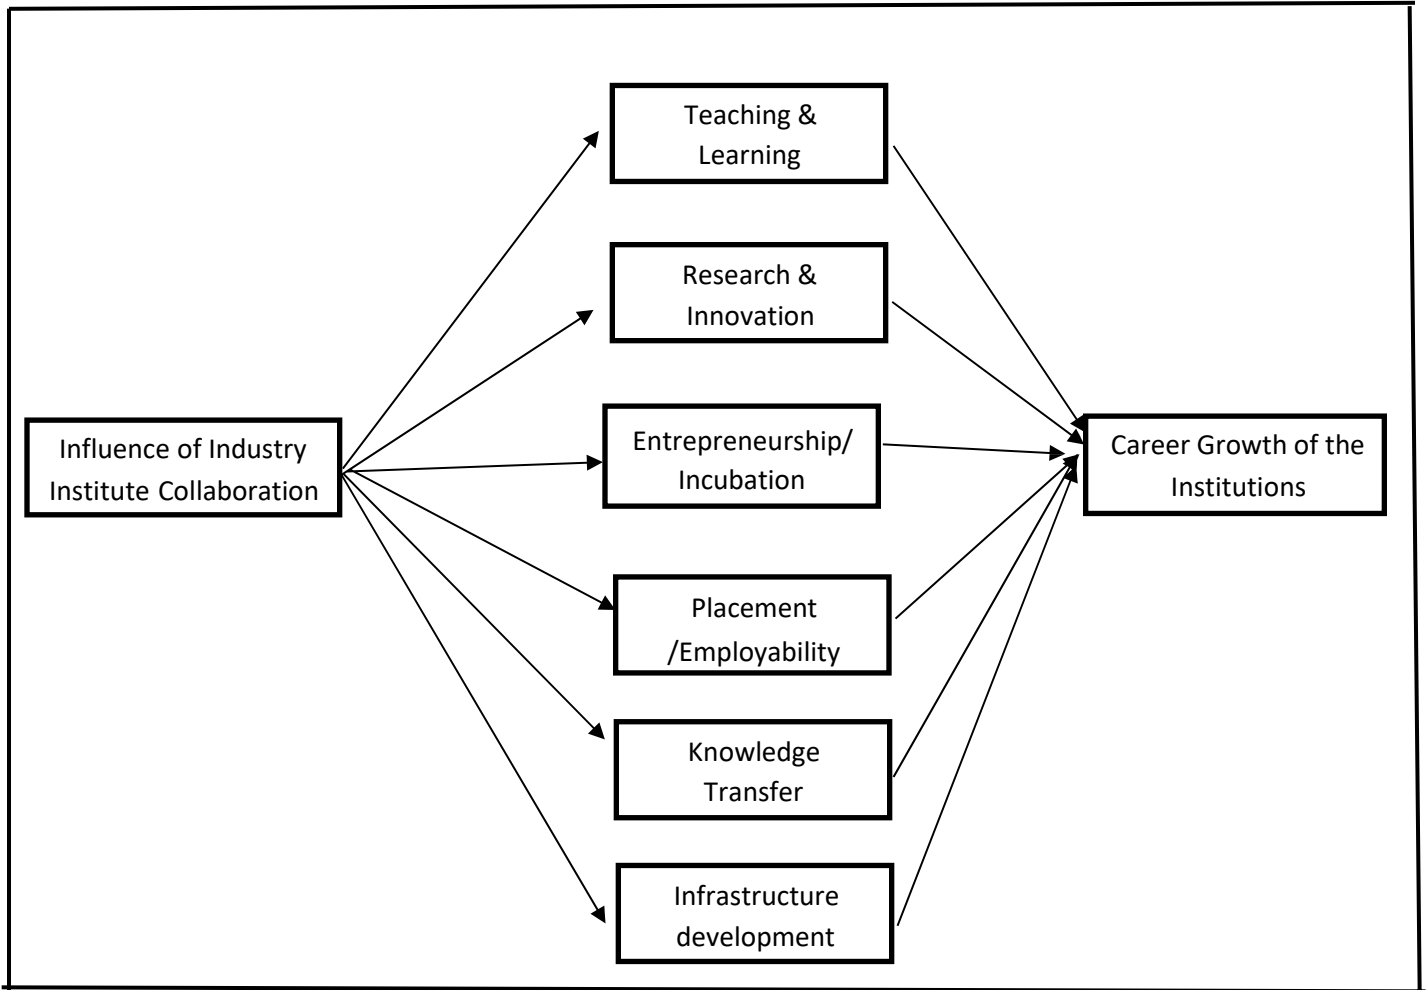 Teaching &
Learning
Research &
Innovation
Influence of Industry
Institute Collaboration
Entrepreneurship/
Incubation
Career Growth of the
Institutions
Placement
/Employability
Knowledge
Transfer
Infrastructure
development